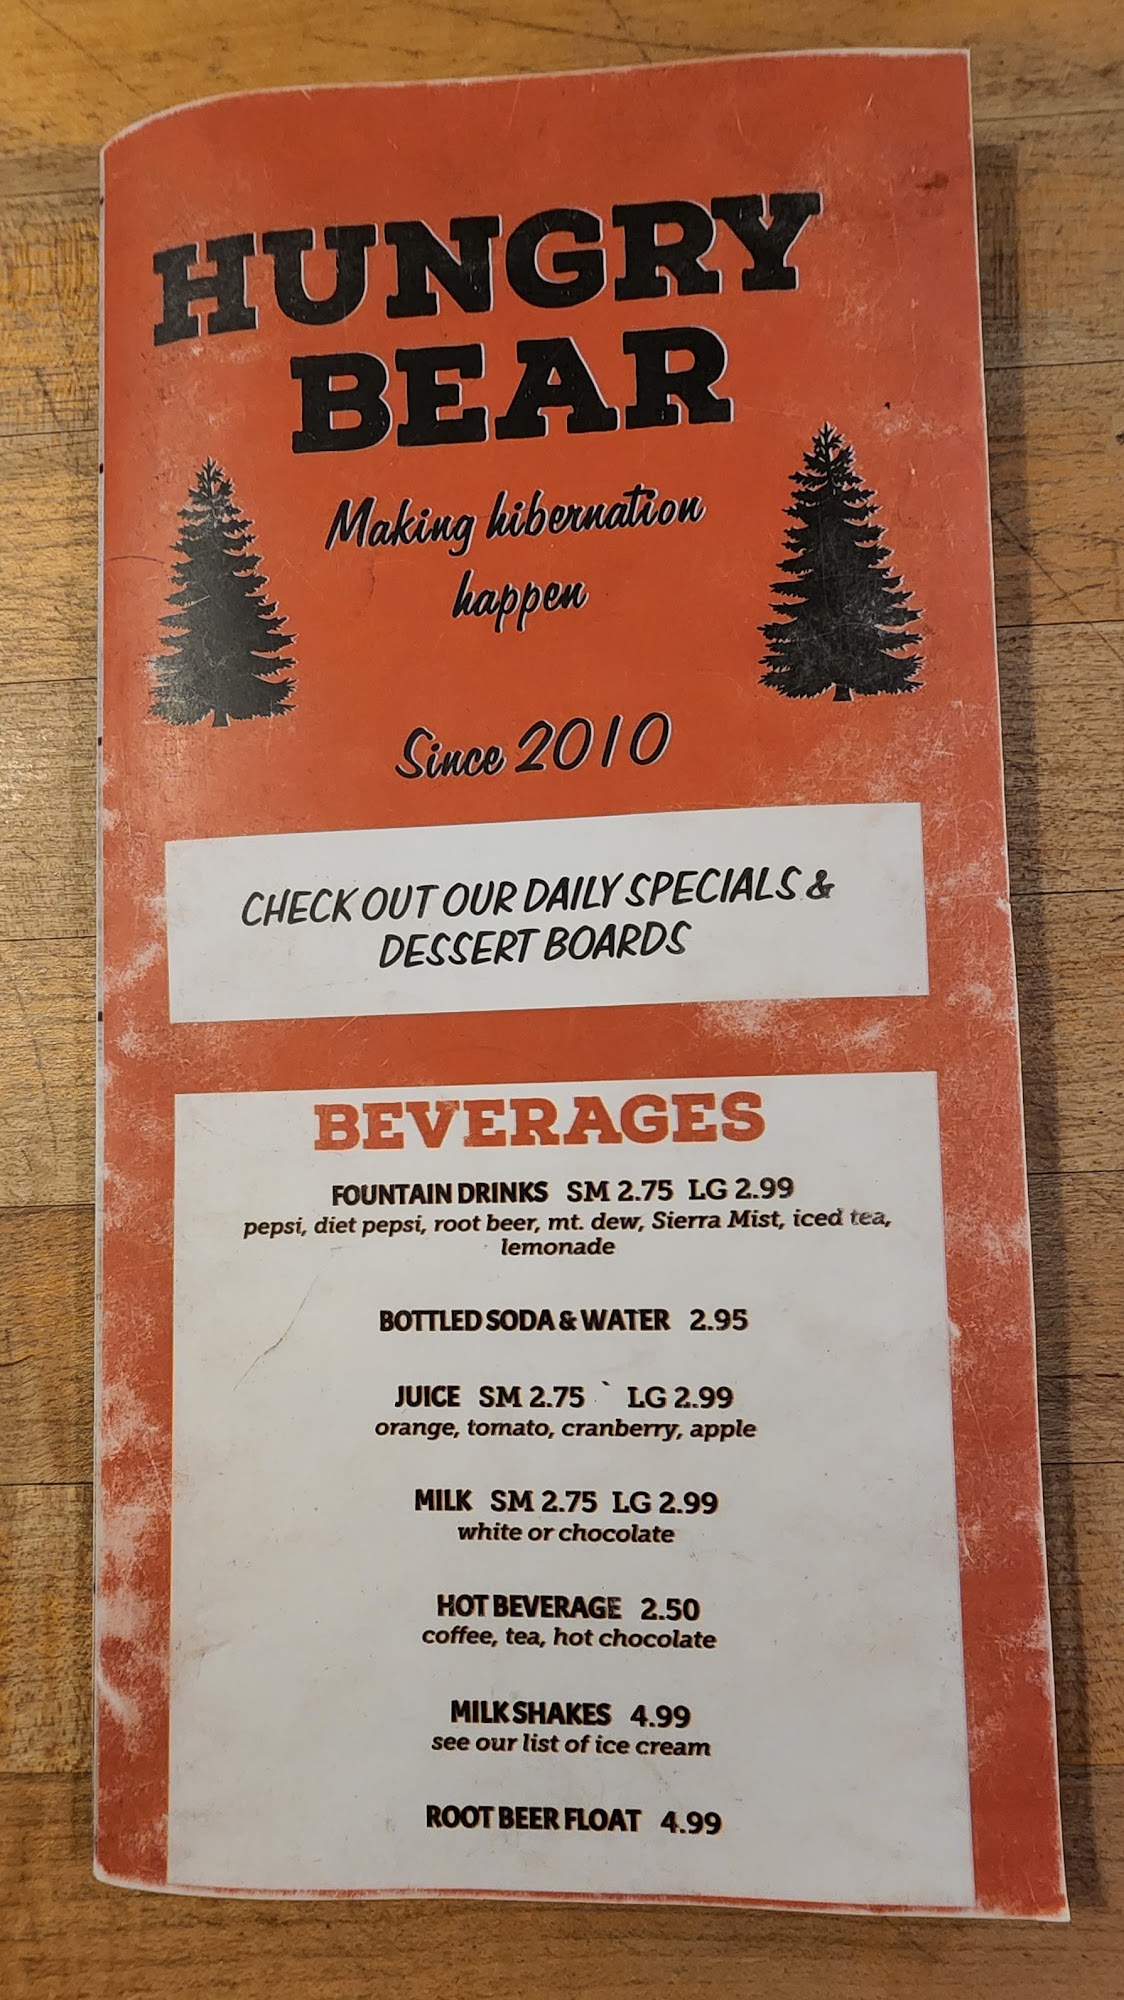 HUNGRY
BEAR
Making hibernation
happen
Since 2010
CHECK OUT OUR DAILY SPECIALS &
DESSERT BOARDS
BEVERAGES
FOUNTAIN DRINKS SM 2.75 LG 2.99
pepsi, diet pepsi, root beer, mt. dew, Sierra Mist, iced tea,
lemonade
BOTTLED SODA & WATER 2.95
JUICE SM 2.75 LG 2.99
orange, tomato, cranberry, apple
MILK SM 2.75 LG 2.99
white or chocolate
HOT BEVERAGE 2.50
coffee, tea, hot chocolate
MILK SHAKES 4.99
see our list of ice cream
ROOT BEER FLOAT 4.99